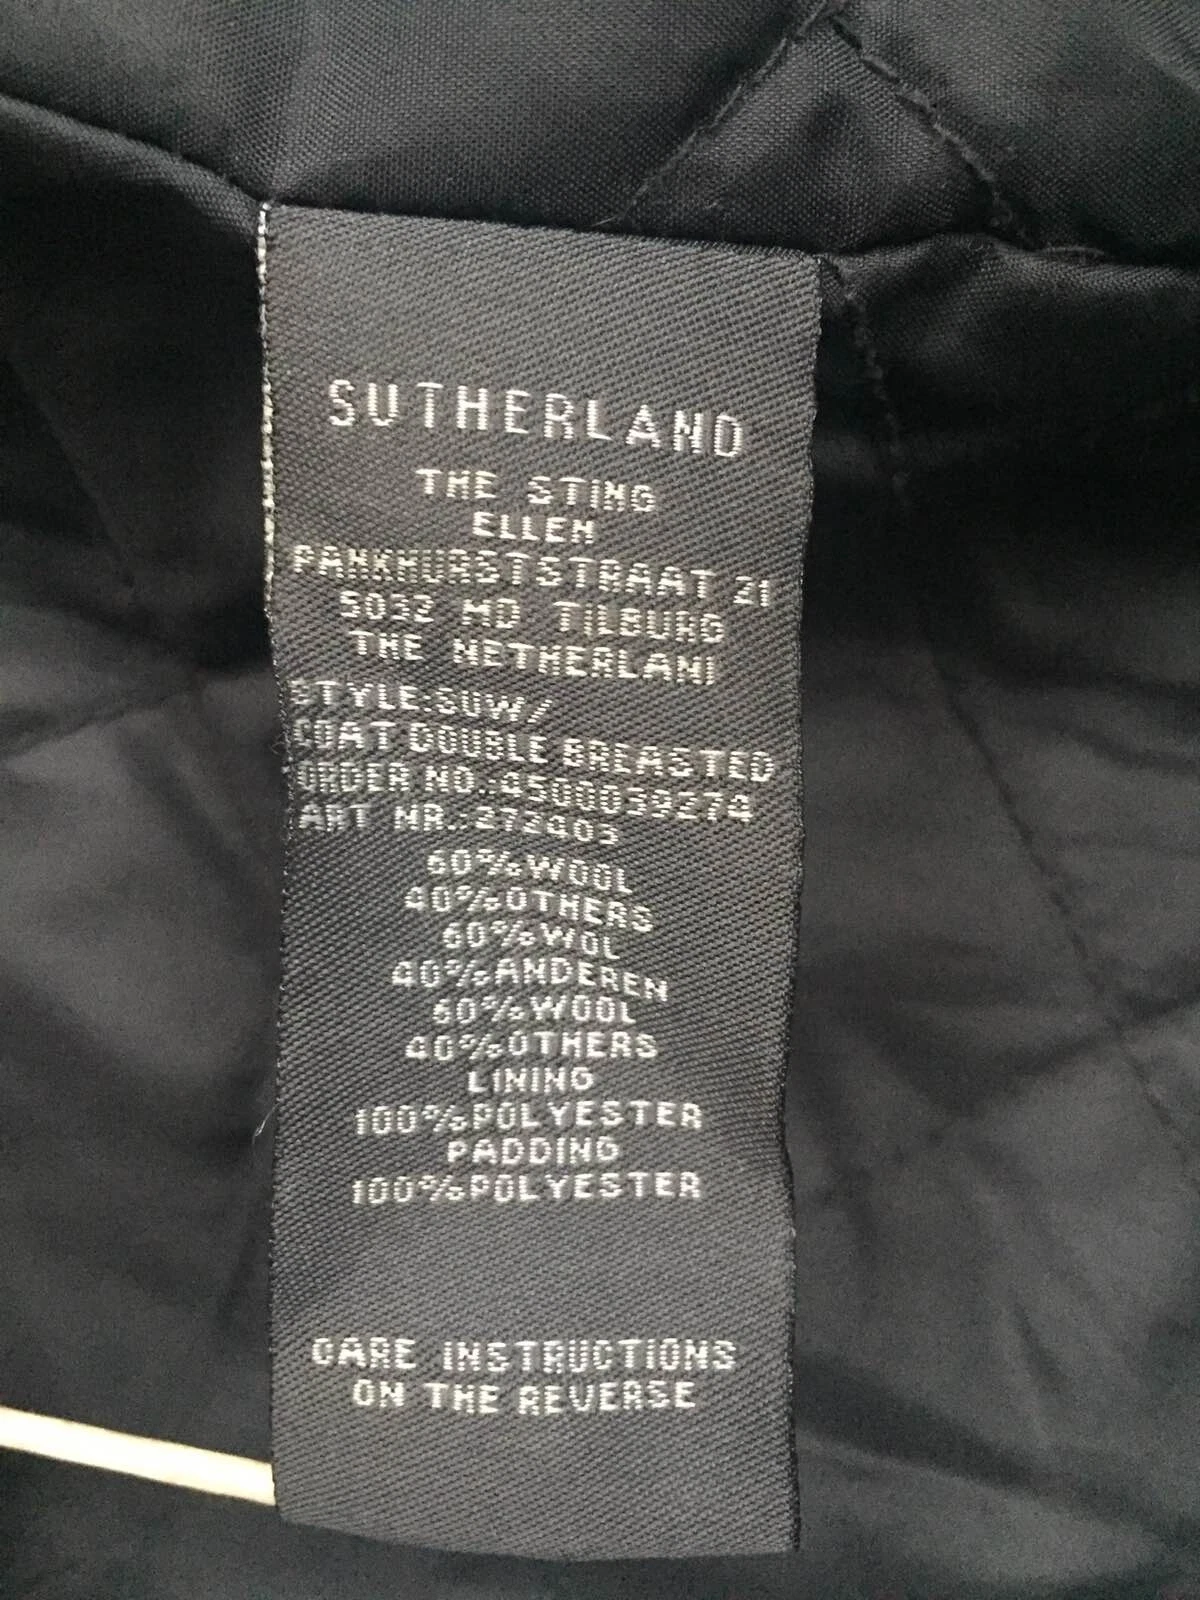 SUTHERLAND
THE STING
ELLEN
PANKHURSTSTRAAT 21
5032 MD TILBURG
THE NETHERLAND
STYLE:SUW/
COAT DOUBLE BREASTED
ORDER NO.:4500039274
ART NR.:272403
60%WOOL
40%OTHERS
60%WOL
40%ANDEREN
60%WOOL
40%OTHERS
LINING
100%POLYESTER
PADDING
100%POLYESTER
CARE INSTRUCTIONS
ON THE REVERSE